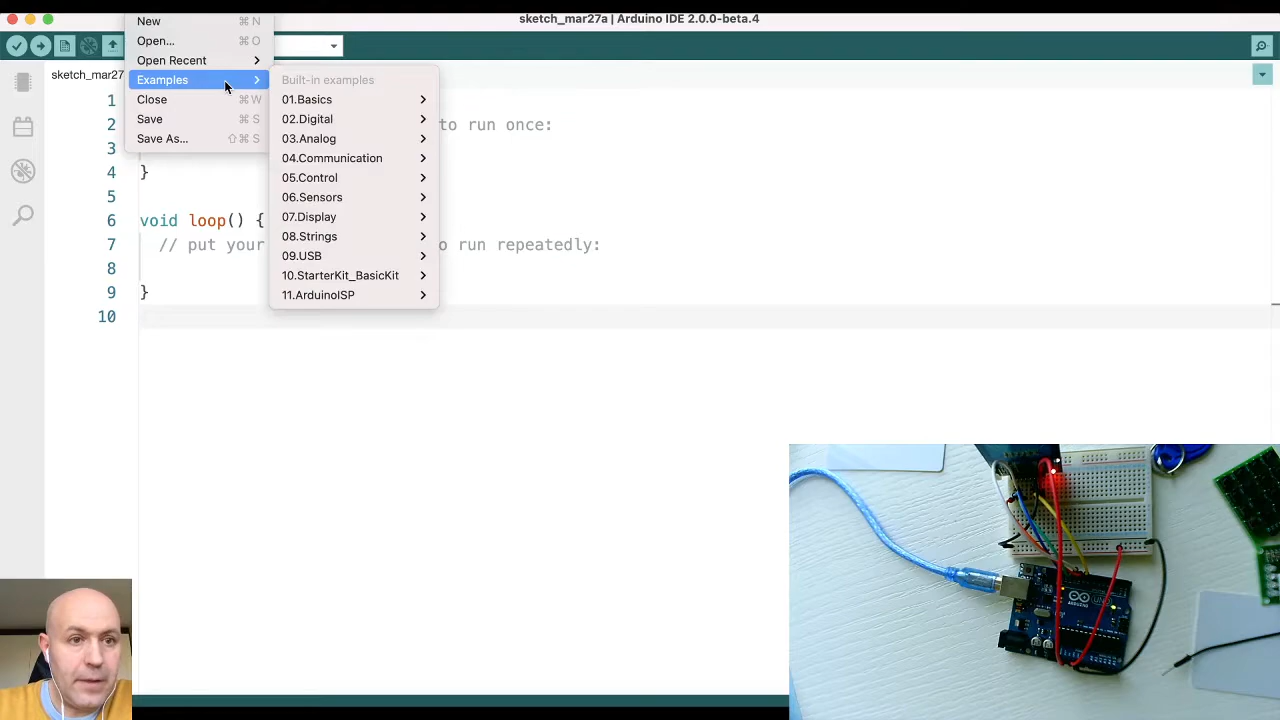 sketch_mar27a | Arduino IDE 2.0.0-beta.4
New ⌘ N
Open... ⌘ O
Open Recent
Examples
Close ⌘ W
Save ⌘ S
Save As... ⇧⌘ S
Built-in examples
01.Basics
02.Digital
03.Analog
04.Communication
05.Control
06.Sensors
07.Display
08.Strings
09.USB
10.StarterKit_BasicKit
11.ArduinoISP
sketch_mar27
1
2 to run once:
3
4 }
5
6 void loop() {
7 // put your o run repeatedly:
8
9 }
10
UNO
ARDUINO